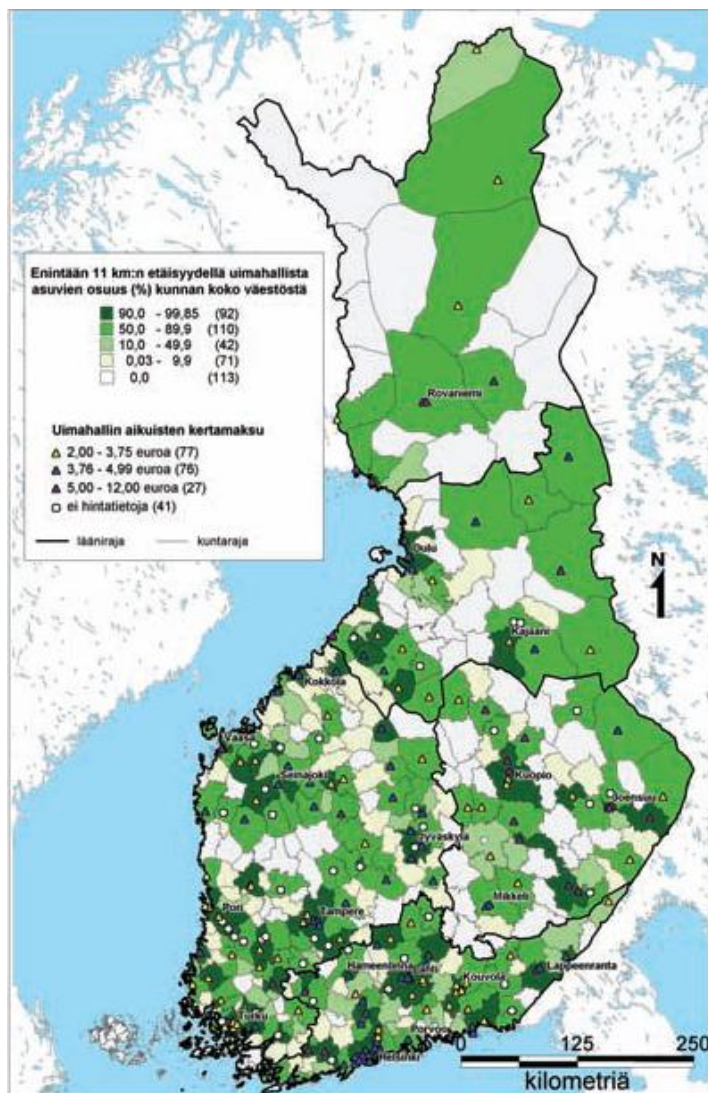 Enintään 11 km:n etäisyydellä uimahallista
asuvien osuus (%) kunnan koko väestöstä
90,0 - 99,85 (92)
50,0 - 89,9 (110)
10,0 - 49,9 (42)
0,03 - 9,9 (71)
0,0 (113)
Uimahallin aikuisten kertamaksu
2,00 - 3,75 euroa (77)
3,76 - 4,99 euroa (76)
5,00 - 12,00 euroa (27)
ei hintatietoja (41)
lääniraja kuntaraja
Rovaniemi
Oulu
N
Kajaani
Kokkola
Vaasa
Seinäjoki
Kuopio
Joensuu
Jyväskylä
Mikkeli
Pori
Tampere
Hämeenlinna
Lahti
Kouvola
Lappeenranta
Turku
Porvoo
Helsinki
0 125 250
kilometriä